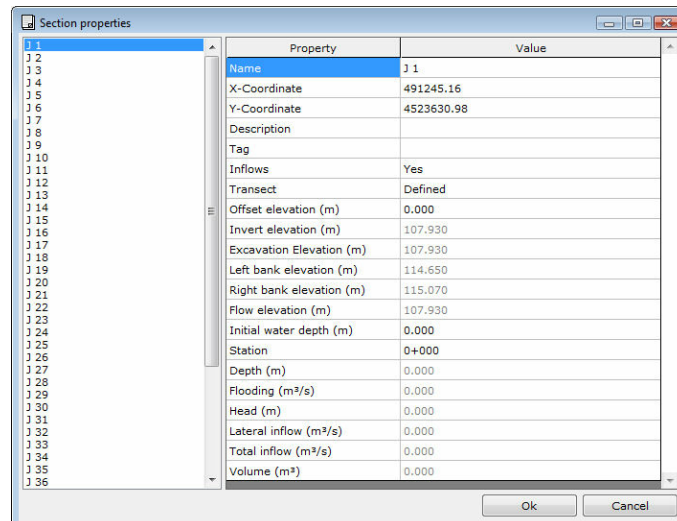 Section properties
J 1
J 2
J 3
J 4
J 5
J 6
J 7
J 8
J 9
J 10
J 11
J 12
J 13
J 14
J 15
J 16
J 17
J 18
J 19
J 20
J 21
J 22
J 23
J 24
J 25
J 26
J 27
J 28
J 29
J 30
J 31
J 32
J 33
J 34
J 35
J 36
Property Value
Name J 1
X-Coordinate 491245.16
Y-Coordinate 4523630.98
Description
Tag
Inflows Yes
Transect Defined
Offset elevation (m) 0.000
Invert elevation (m) 107.930
Excavation Elevation (m) 107.930
Left bank elevation (m) 114.650
Right bank elevation (m) 115.070
Flow elevation (m) 107.930
Initial water depth (m) 0.000
Station 0+000
Depth (m) 0.000
Flooding (m³/s) 0.000
Head (m) 0.000
Lateral inflow (m³/s) 0.000
Total inflow (m³/s) 0.000
Volume (m³) 0.000
Ok Cancel